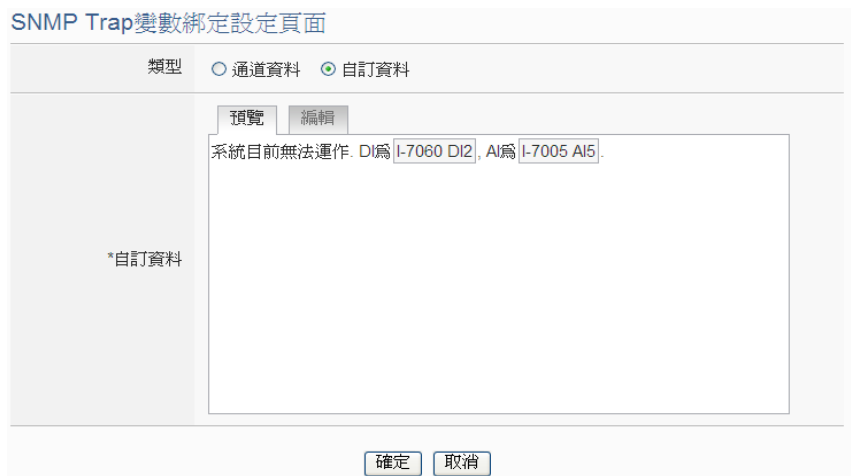 SNMP Trap變數綁定設定頁面
類型 通道資料 自訂資料
預覽 編輯
系統目前無法運作. DI為 I-7060 DI2 , AI為 I-7005 AI5 .
*自訂資料
確定 取消